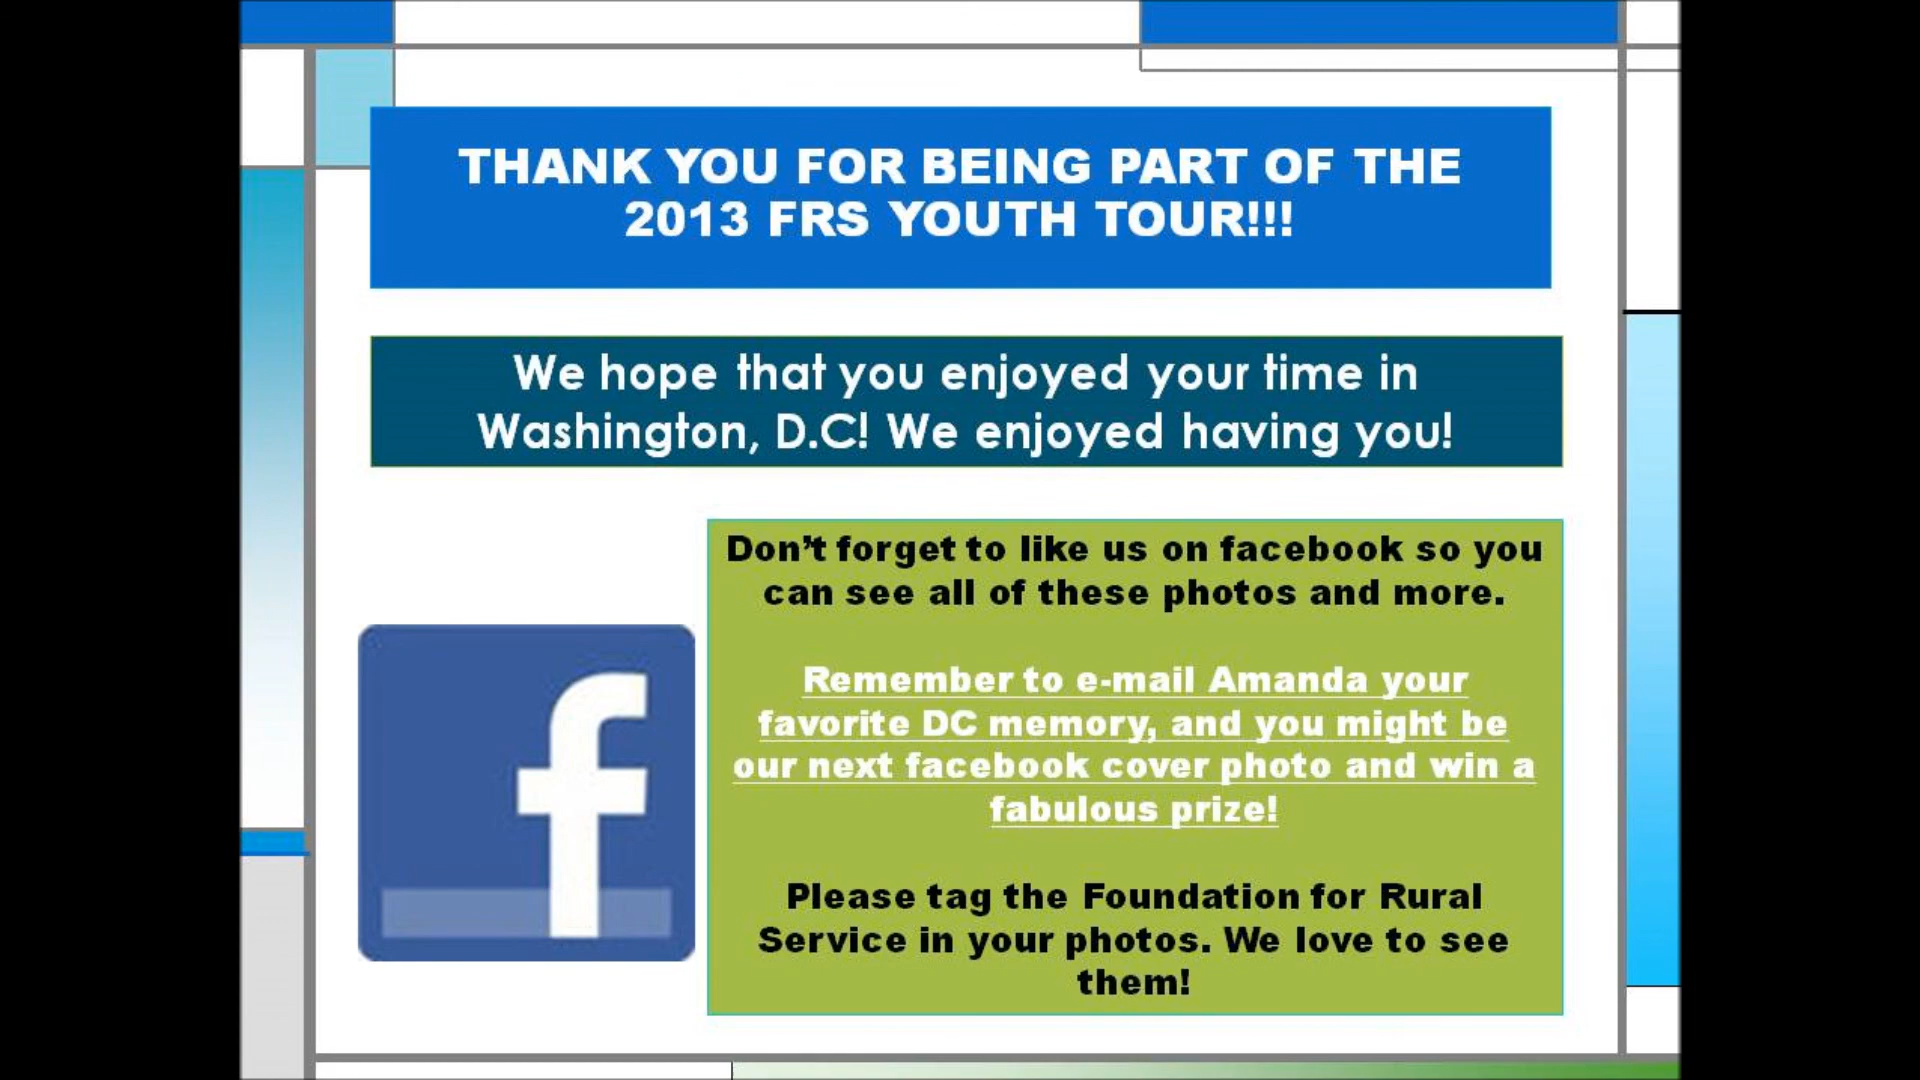 THANK YOU FOR BEING PART OF THE
2013 FRS YOUTH TOUR!!!
We hope that you enjoyed your time in
Washington, D.C! We enjoyed having you!
Don't forget to like us on facebook so you
can see all of these photos and more.
Remember to e-mail Amanda your
favorite DC memory, and you might be
our next facebook cover photo and win a
fabulous prize!
Please tag the Foundation for Rural
Service in your photos. We love to see
them!
f